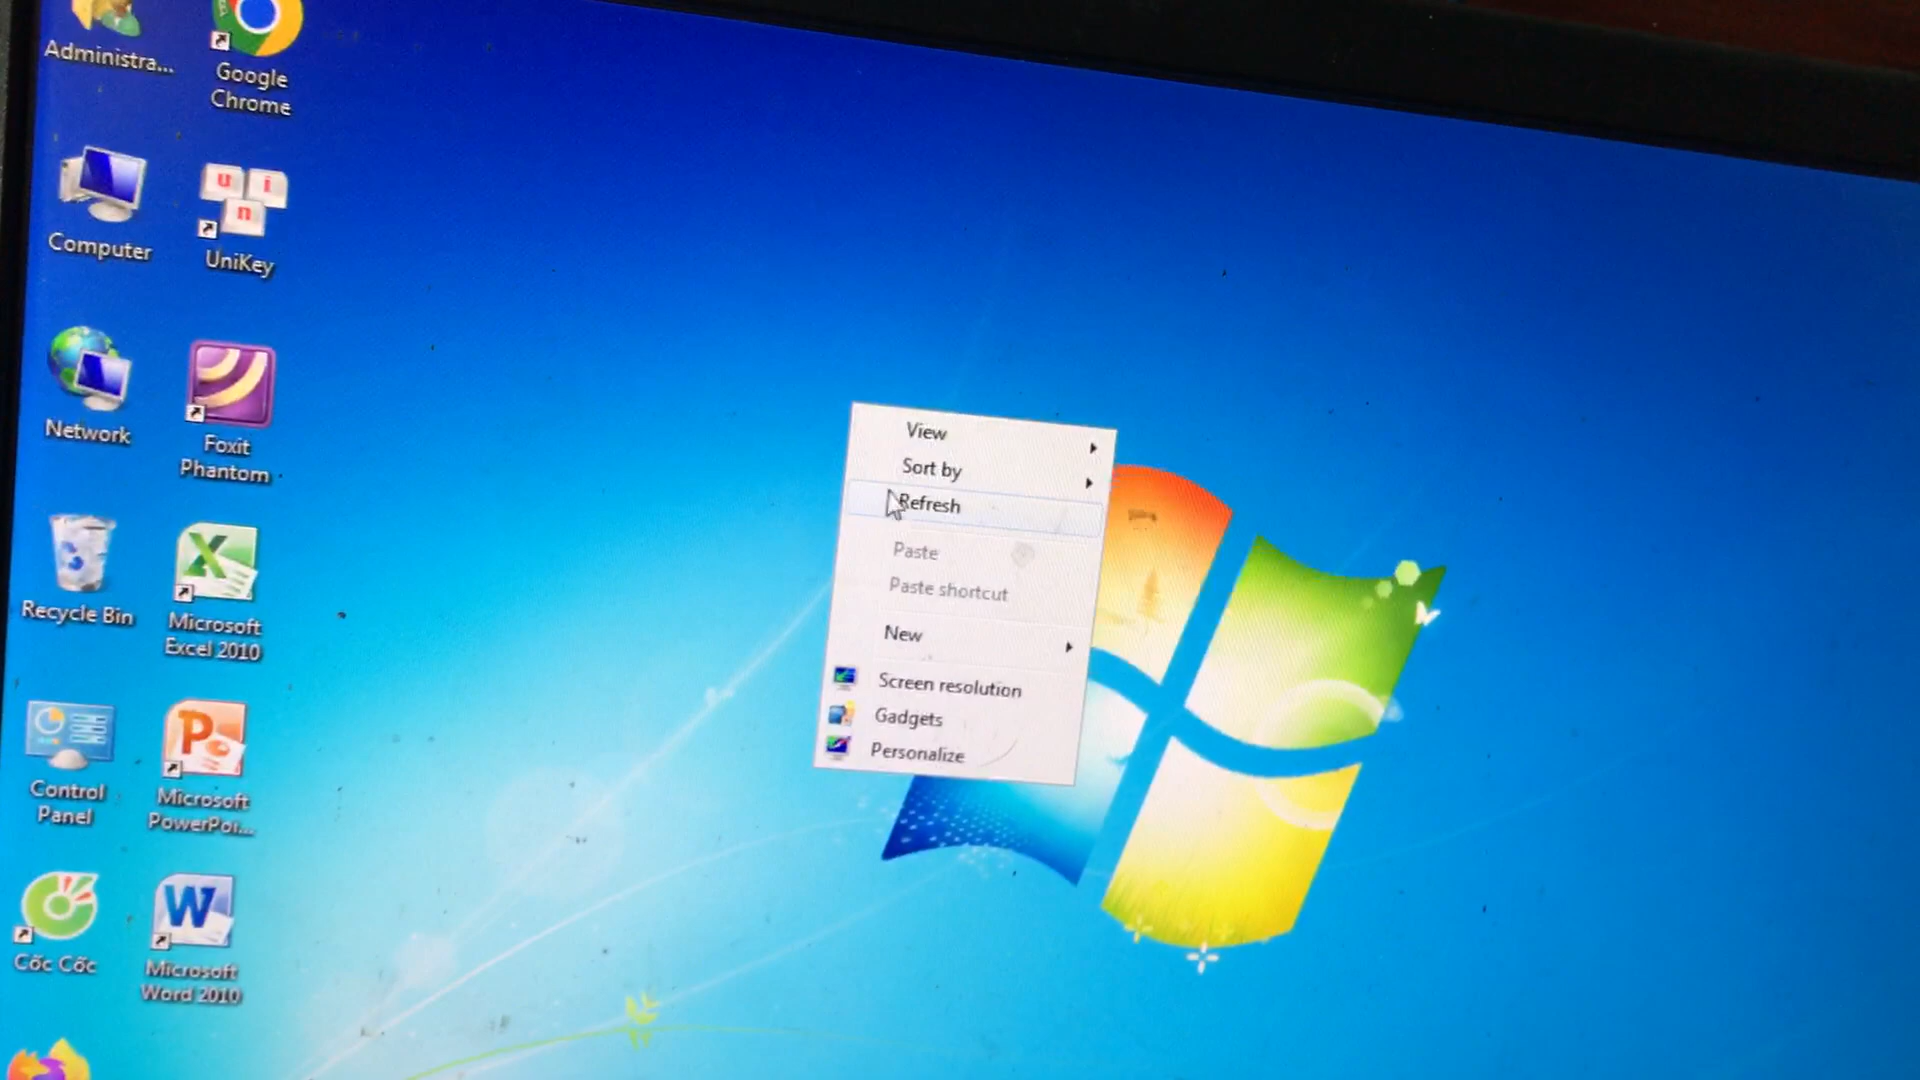 Administra...
Google
Chrome
Computer
u i
n
UniKey
Network
Foxit
Phantom
Recycle Bin
Microsoft
Excel 2010
Control
Panel
Microsoft
PowerPoi...
Cốc Cốc
Microsoft
Word 2010
View
Sort by
Refresh
Paste
Paste shortcut
New
Screen resolution
Gadgets
Personalize